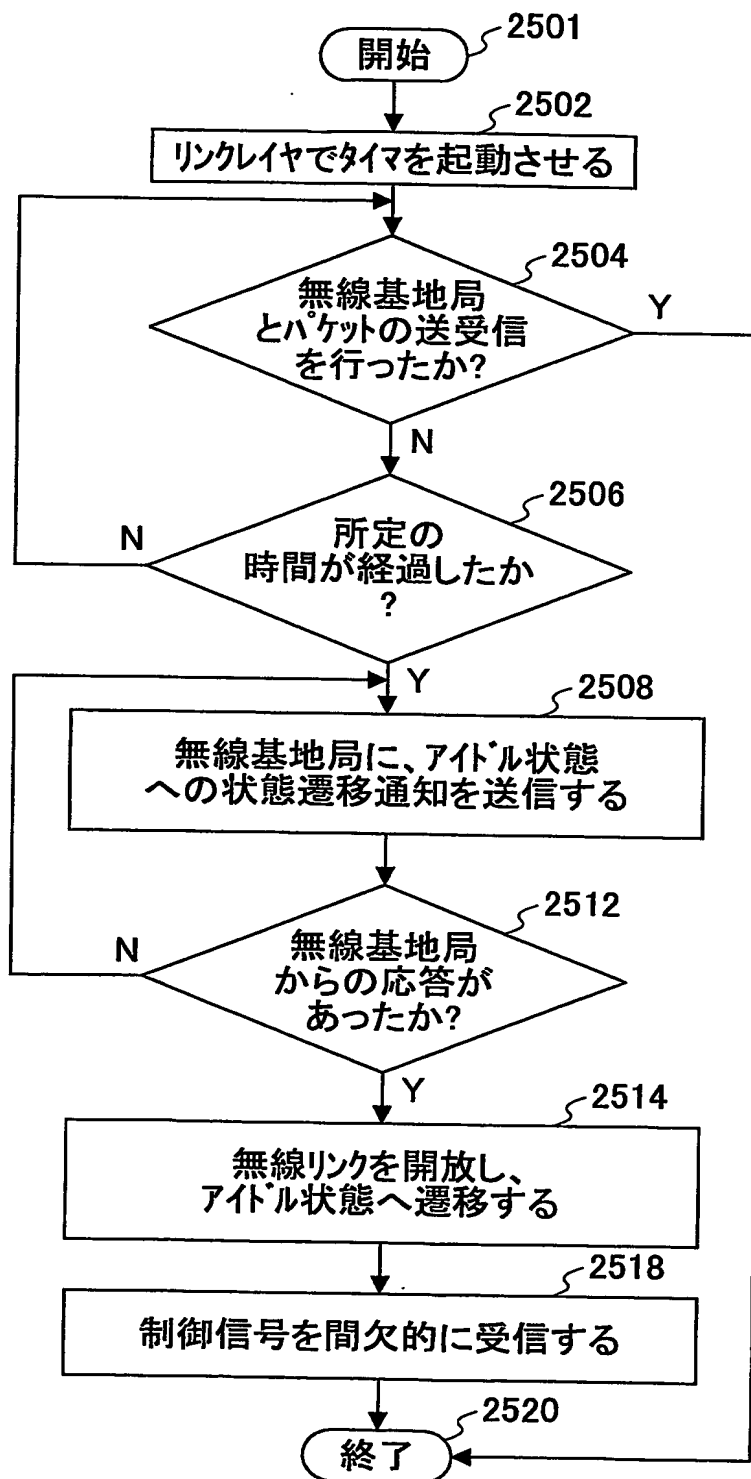 2501
開始
2502
リンクレイヤでタイマを起動させる
2504
無線基地局
とパケットの送受信
を行ったか?
Y
N
2506
所定の
時間が経過したか
?
N
Y
2508
無線基地局に、アイドル状態
への状態遷移通知を送信する
2512
無線基地局
からの応答が
あったか?
N
Y
2514
無線リンクを開放し、
アイドル状態へ遷移する
2518
制御信号を間欠的に受信する
2520
終了